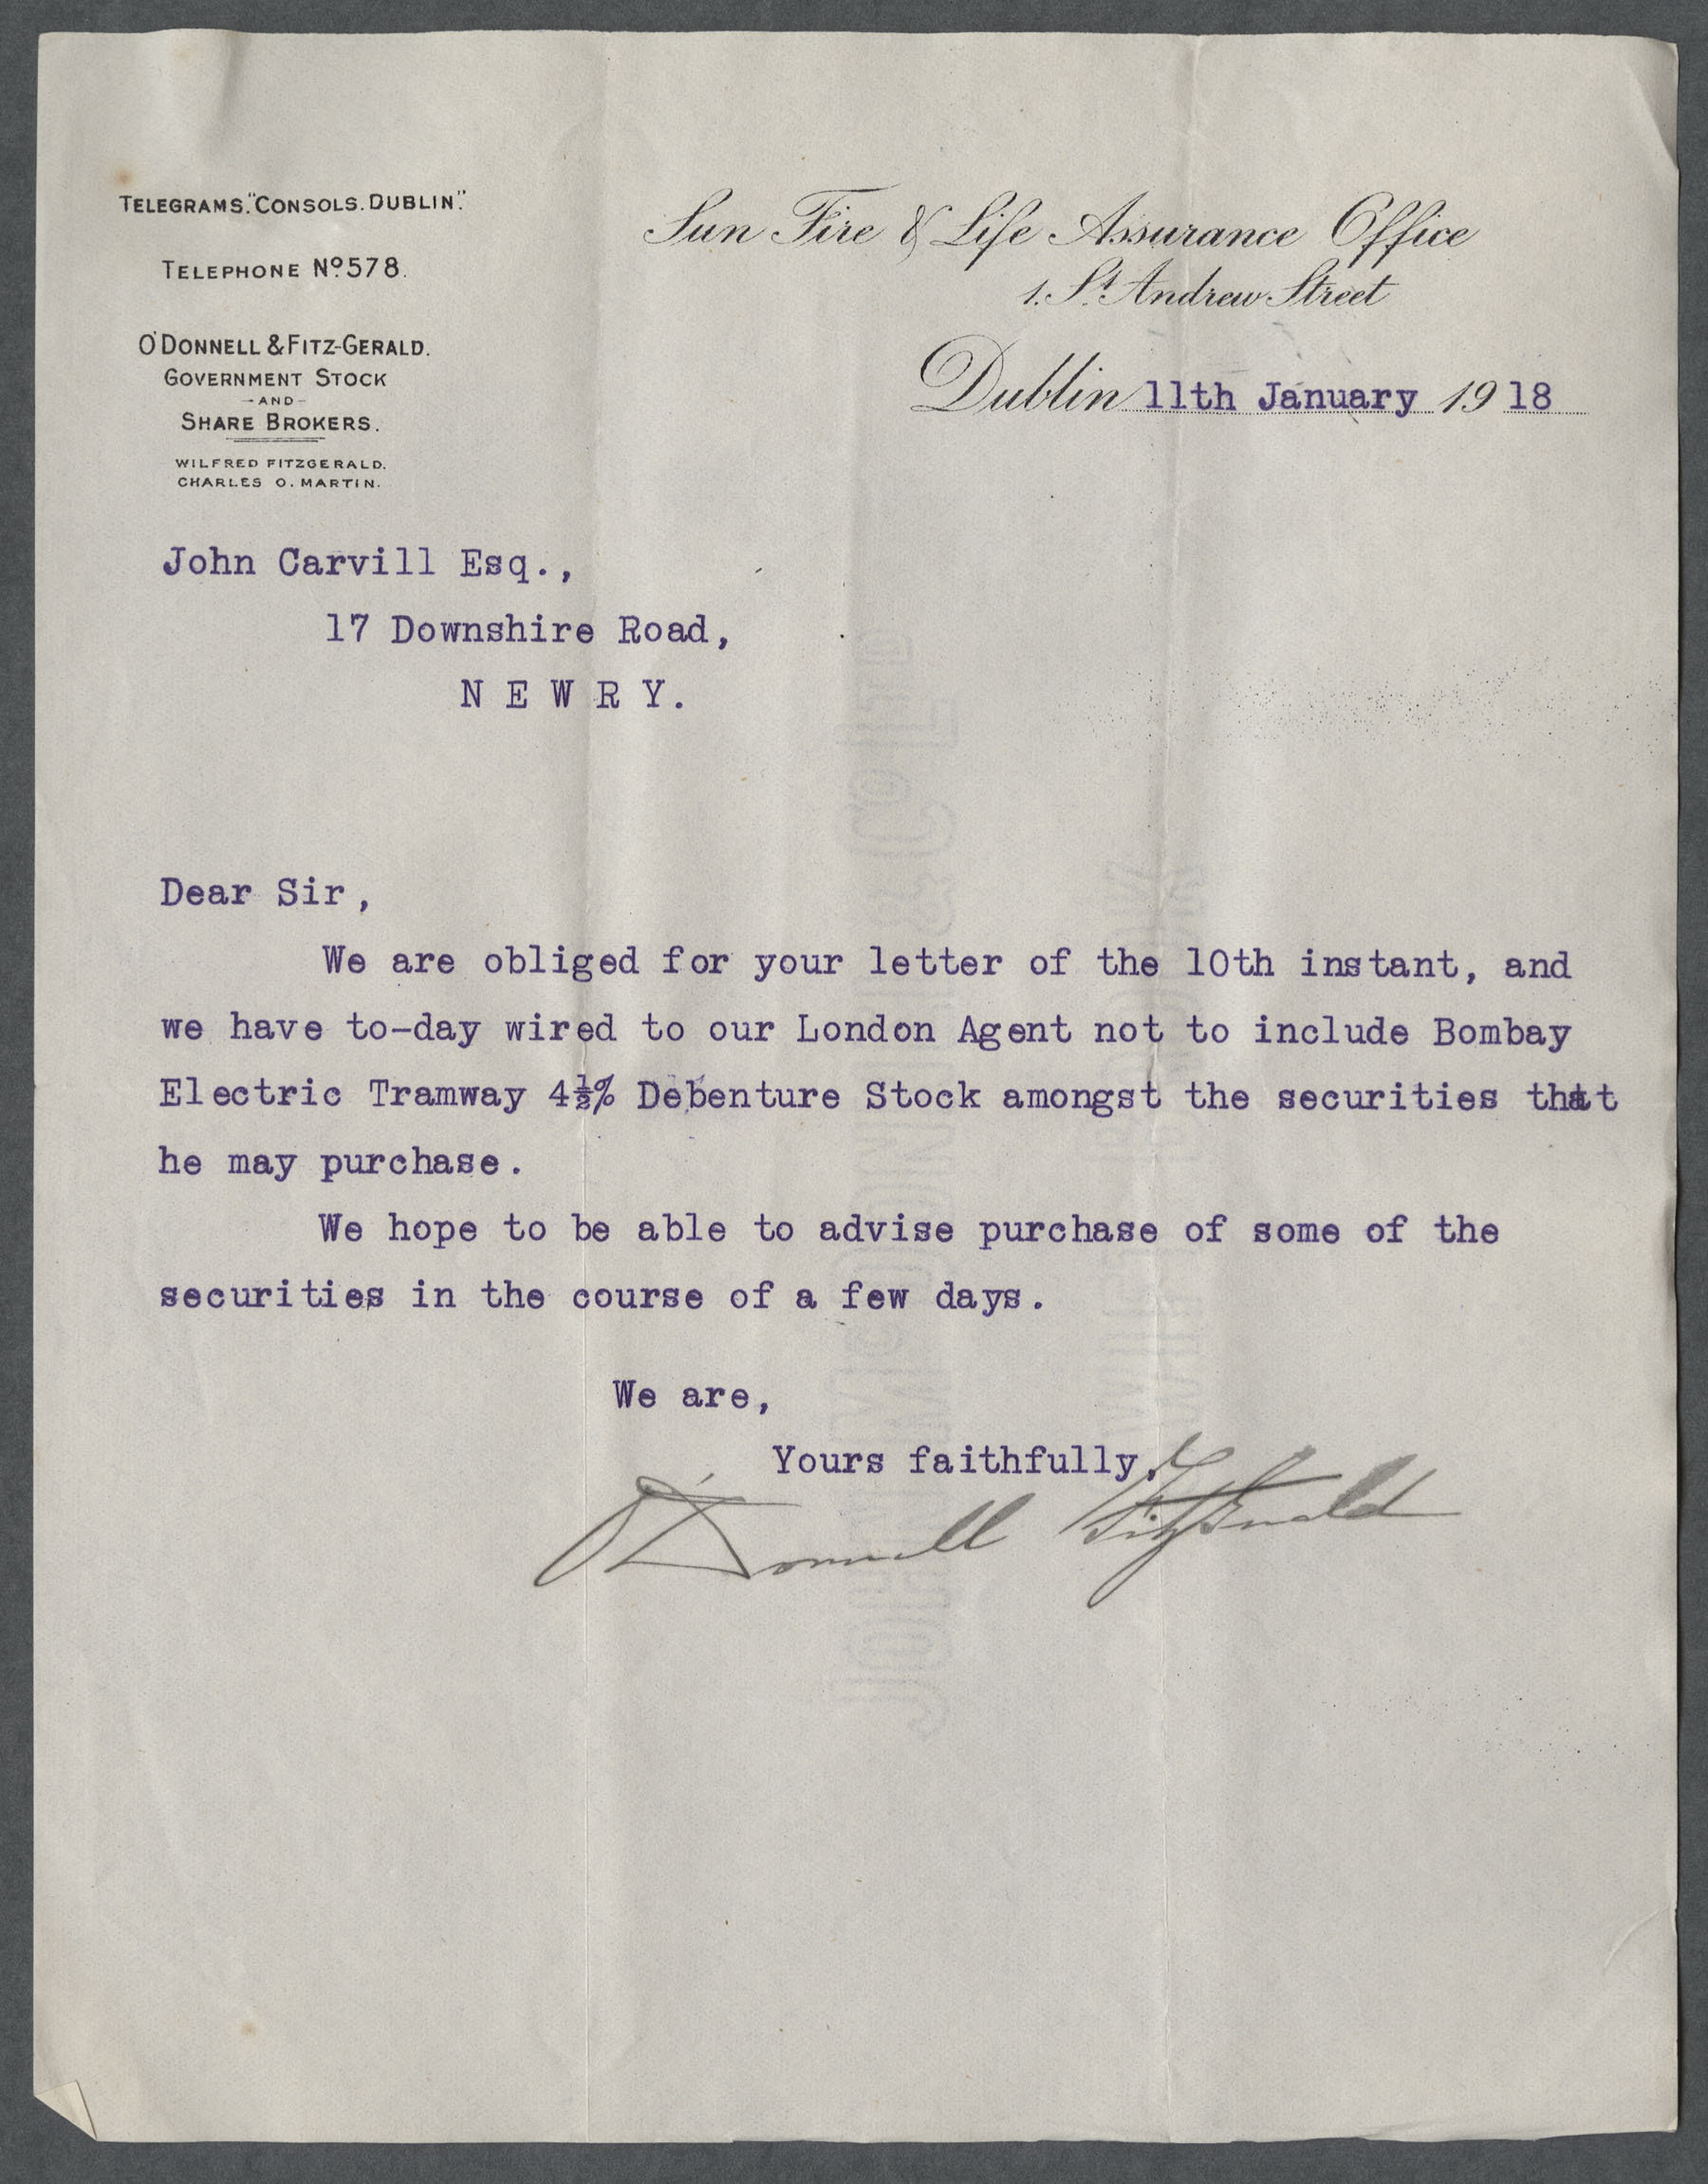 TELEGRAMS. "CONSOLS. DUBLIN".
TELEPHONE Nº 578.
O'DONNELL & FITZ-GERALD.
GOVERNMENT STOCK
- AND -
SHARE BROKERS.
WILFRED FITZGERALD.
CHARLES O. MARTIN.
Sun Fire & Life Assurance Office
1. St. Andrew Street
Dublin 11th January 1918
John Carvill Esq.,
17 Downshire Road,
N E W R Y.
Dear Sir,
We are obliged for your letter of the 10th instant, and
we have to-day wired to our London Agent not to include Bombay
Electric Tramway 4½% Debenture Stock amongst the securities that
he may purchase.
We hope to be able to advise purchase of some of the
securities in the course of a few days.
We are,
Yours faithfully,
O'Donnell Fitzgerald